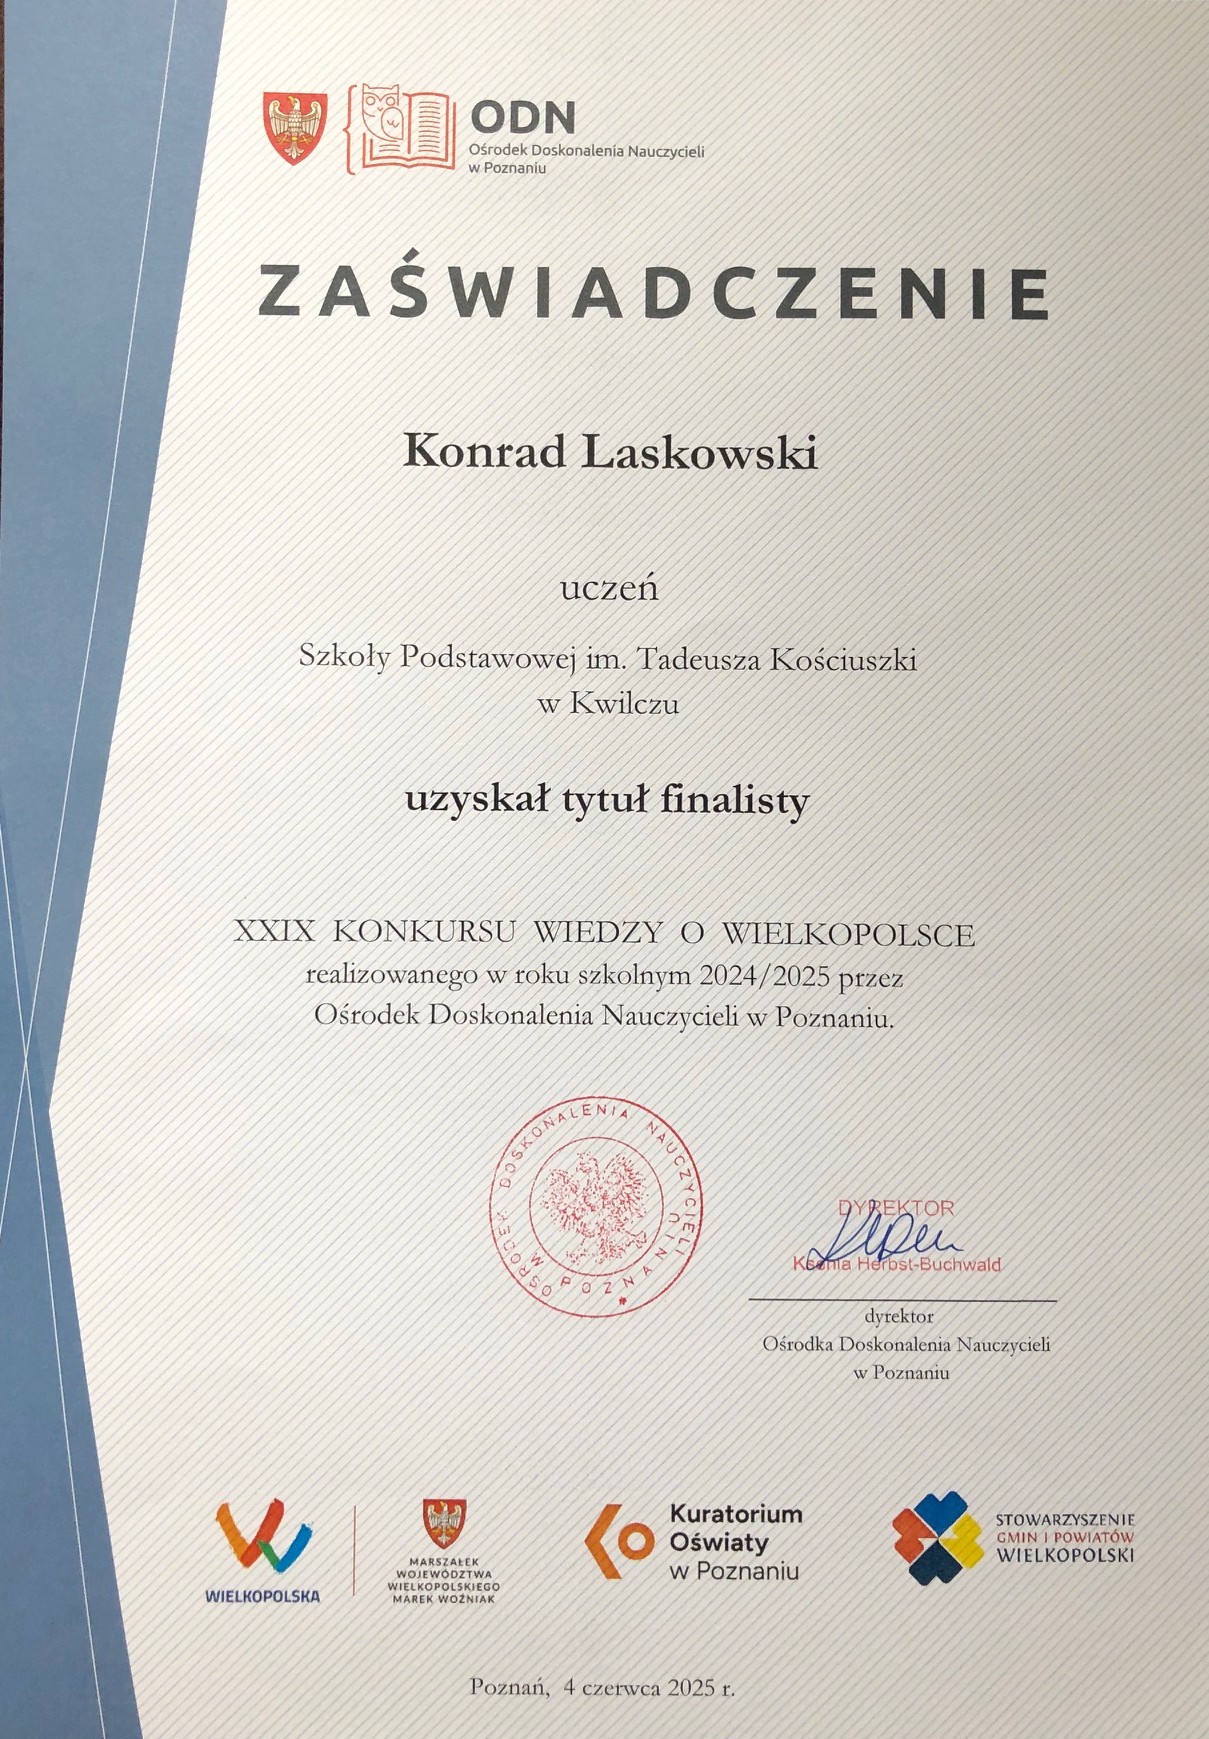 ODN
Ośrodek Doskonalenia Nauczycieli
w Poznaniu
ZAŚWIADCZENIE
Konrad Laskowski
uczeń
Szkoły Podstawowej im. Tadeusza Kościuszki
w Kwilczu
uzyskał tytuł finalisty
XXIX KONKURSU WIEDZY O WIELKOPOLSCE
realizowanego w roku szkolnym 2024/2025 przez
Ośrodek Doskonalenia Nauczycieli w Poznaniu.
OŚRODEK DOSKONALENIA NAUCZYCIELI
W POZNANIU
DYREKTOR
Ksenia Herbst-Buchwald
dyrektor
Ośrodka Doskonalenia Nauczycieli
w Poznaniu
WIELKOPOLSKA
MARSZAŁEK
WOJEWÓDZTWA
WIELKOPOLSKIEGO
MAREK WOŹNIAK
Kuratorium
Oświaty
w Poznaniu
STOWARZYSZENIE
GMIN I POWIATÓW
WIELKOPOLSKI
Poznań, 4 czerwca 2025 r.